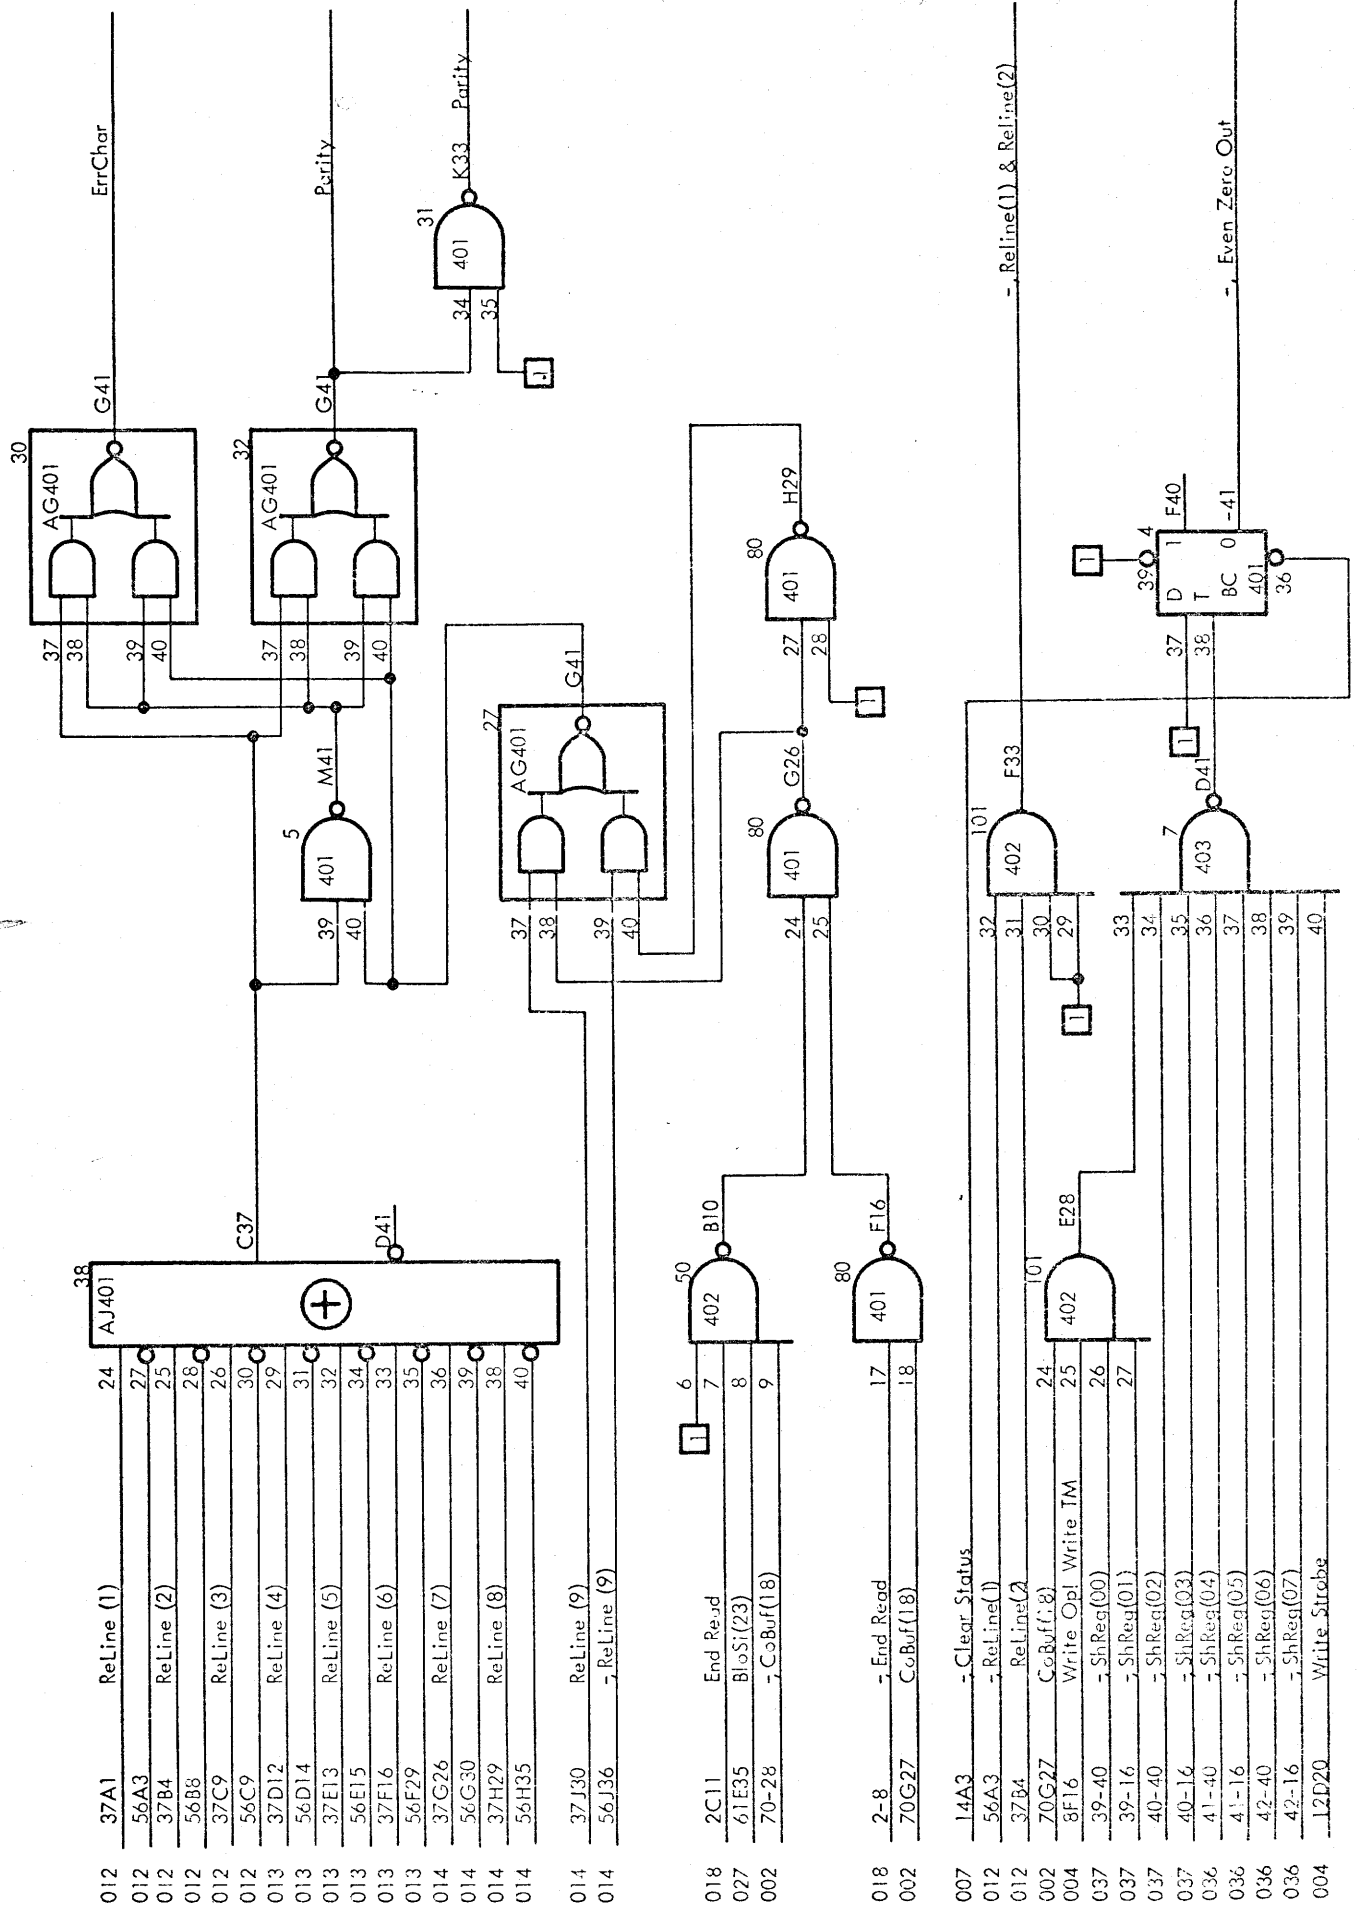 ErrChar
Parity
K33 Parity
-, Reline(1) & Reline(2)
-, Even Zero Out
30
G41
AG401
37
38
39
40
32
G41
AG401
37
38
39
40
31
401
34
35
1
5
M41
401
39
40
27
G41
AG401
37
38
39
40
80
H29
401
27
28
1
80
G26
401
24
25
1
39
4
F40
D 1
T
BC 0
401
-41
36
37
38
1
D41
101
F33
402
32
31
30
29
1
7
403
33
34
35
36
37
38
39
40
38
AJ401
C37
D41
50
B10
402
6
7
8
9
1
80
F16
401
17
18
101
E28
402
24
25
26
27
012 37A1 ReLine (1) 24
012 56A3 27
012 37B4 ReLine (2) 25
012 56B8 28
012 37C9 ReLine (3) 26
012 56C9 30
013 37D12 ReLine (4) 29
013 56D14 31
013 37E13 ReLine (5) 32
013 56E15 34
013 37F16 ReLine (6) 33
013 56F29 35
014 37G26 ReLine (7) 36
014 56G30 39
014 37H29 ReLine (8) 38
014 56H35 40
014 37J30 ReLine (9)
014 56J36 -, ReLine (9)
018 2C11 End Read
027 61E35 BloSi(23)
002 70-28 -, CoBuf(18)
018 2-8 -, End Read
002 70G27 CoBuf(18)
007 14A3 -, Clear Status
012 56A3 -, ReLine(1)
012 37B4 ReLine(2
002 70G27 CoBuf(18)
004 8F16 Write Op! Write TM
037 39-40 -, ShReg(00)
037 39-16 -, ShReg(01)
037 40-40 -, ShReg(02)
037 40-16 -, ShReg(03)
036 41-40 -, ShReg(04)
036 41-16 -, ShReg(05)
036 42-40 -, ShReg(06)
036 42-16 -, ShReg(07)
004 12D20 Write Strobe